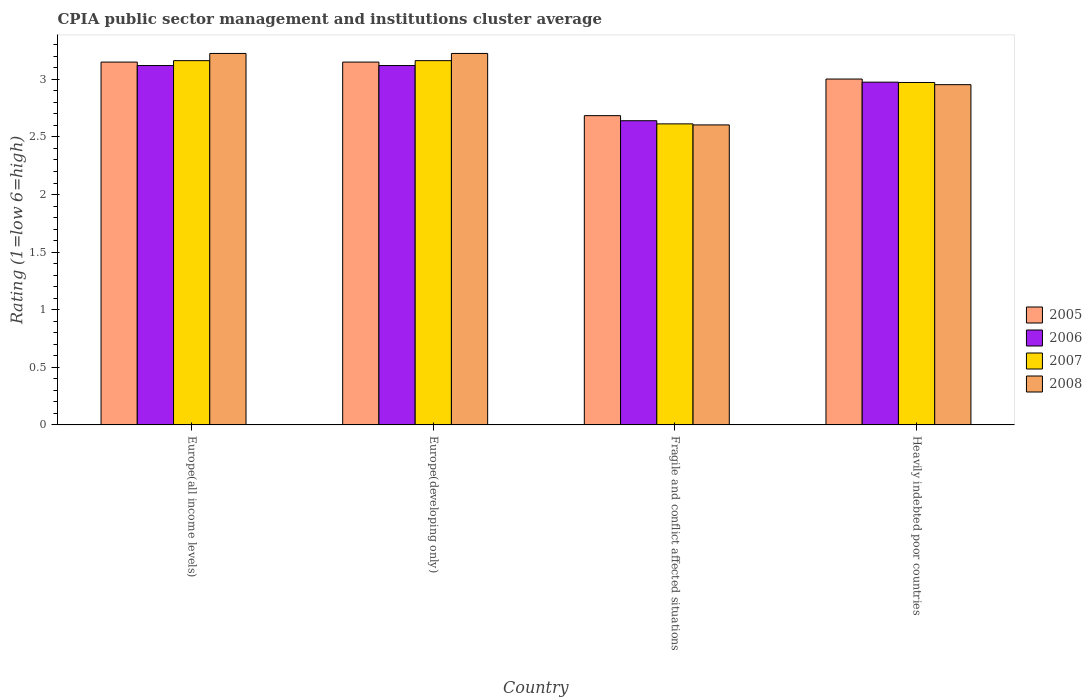 CPIA public sector management and institutions cluster average
Rating (1=low 6=high)
3
2.5
2
1.5
1
0.5
0
Europe(all income levels)
Europe(developing only)
Fragile and conflict affected situations
Heavily indebted poor countries
Country
2005
2006
2007
2008